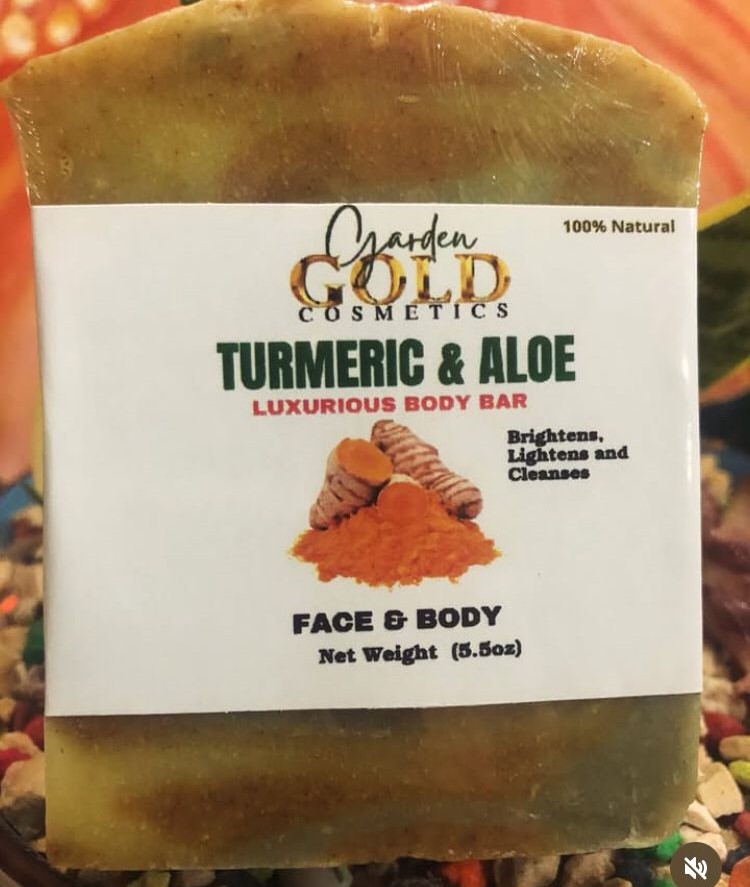 100% Natural
Garden
GOLD
COSMETICS
TURMERIC & ALOE
LUXURIOUS BODY BAR
Brightens,
Lightens and
Cleanses
FACE & BODY
Net Weight (5.5oz)